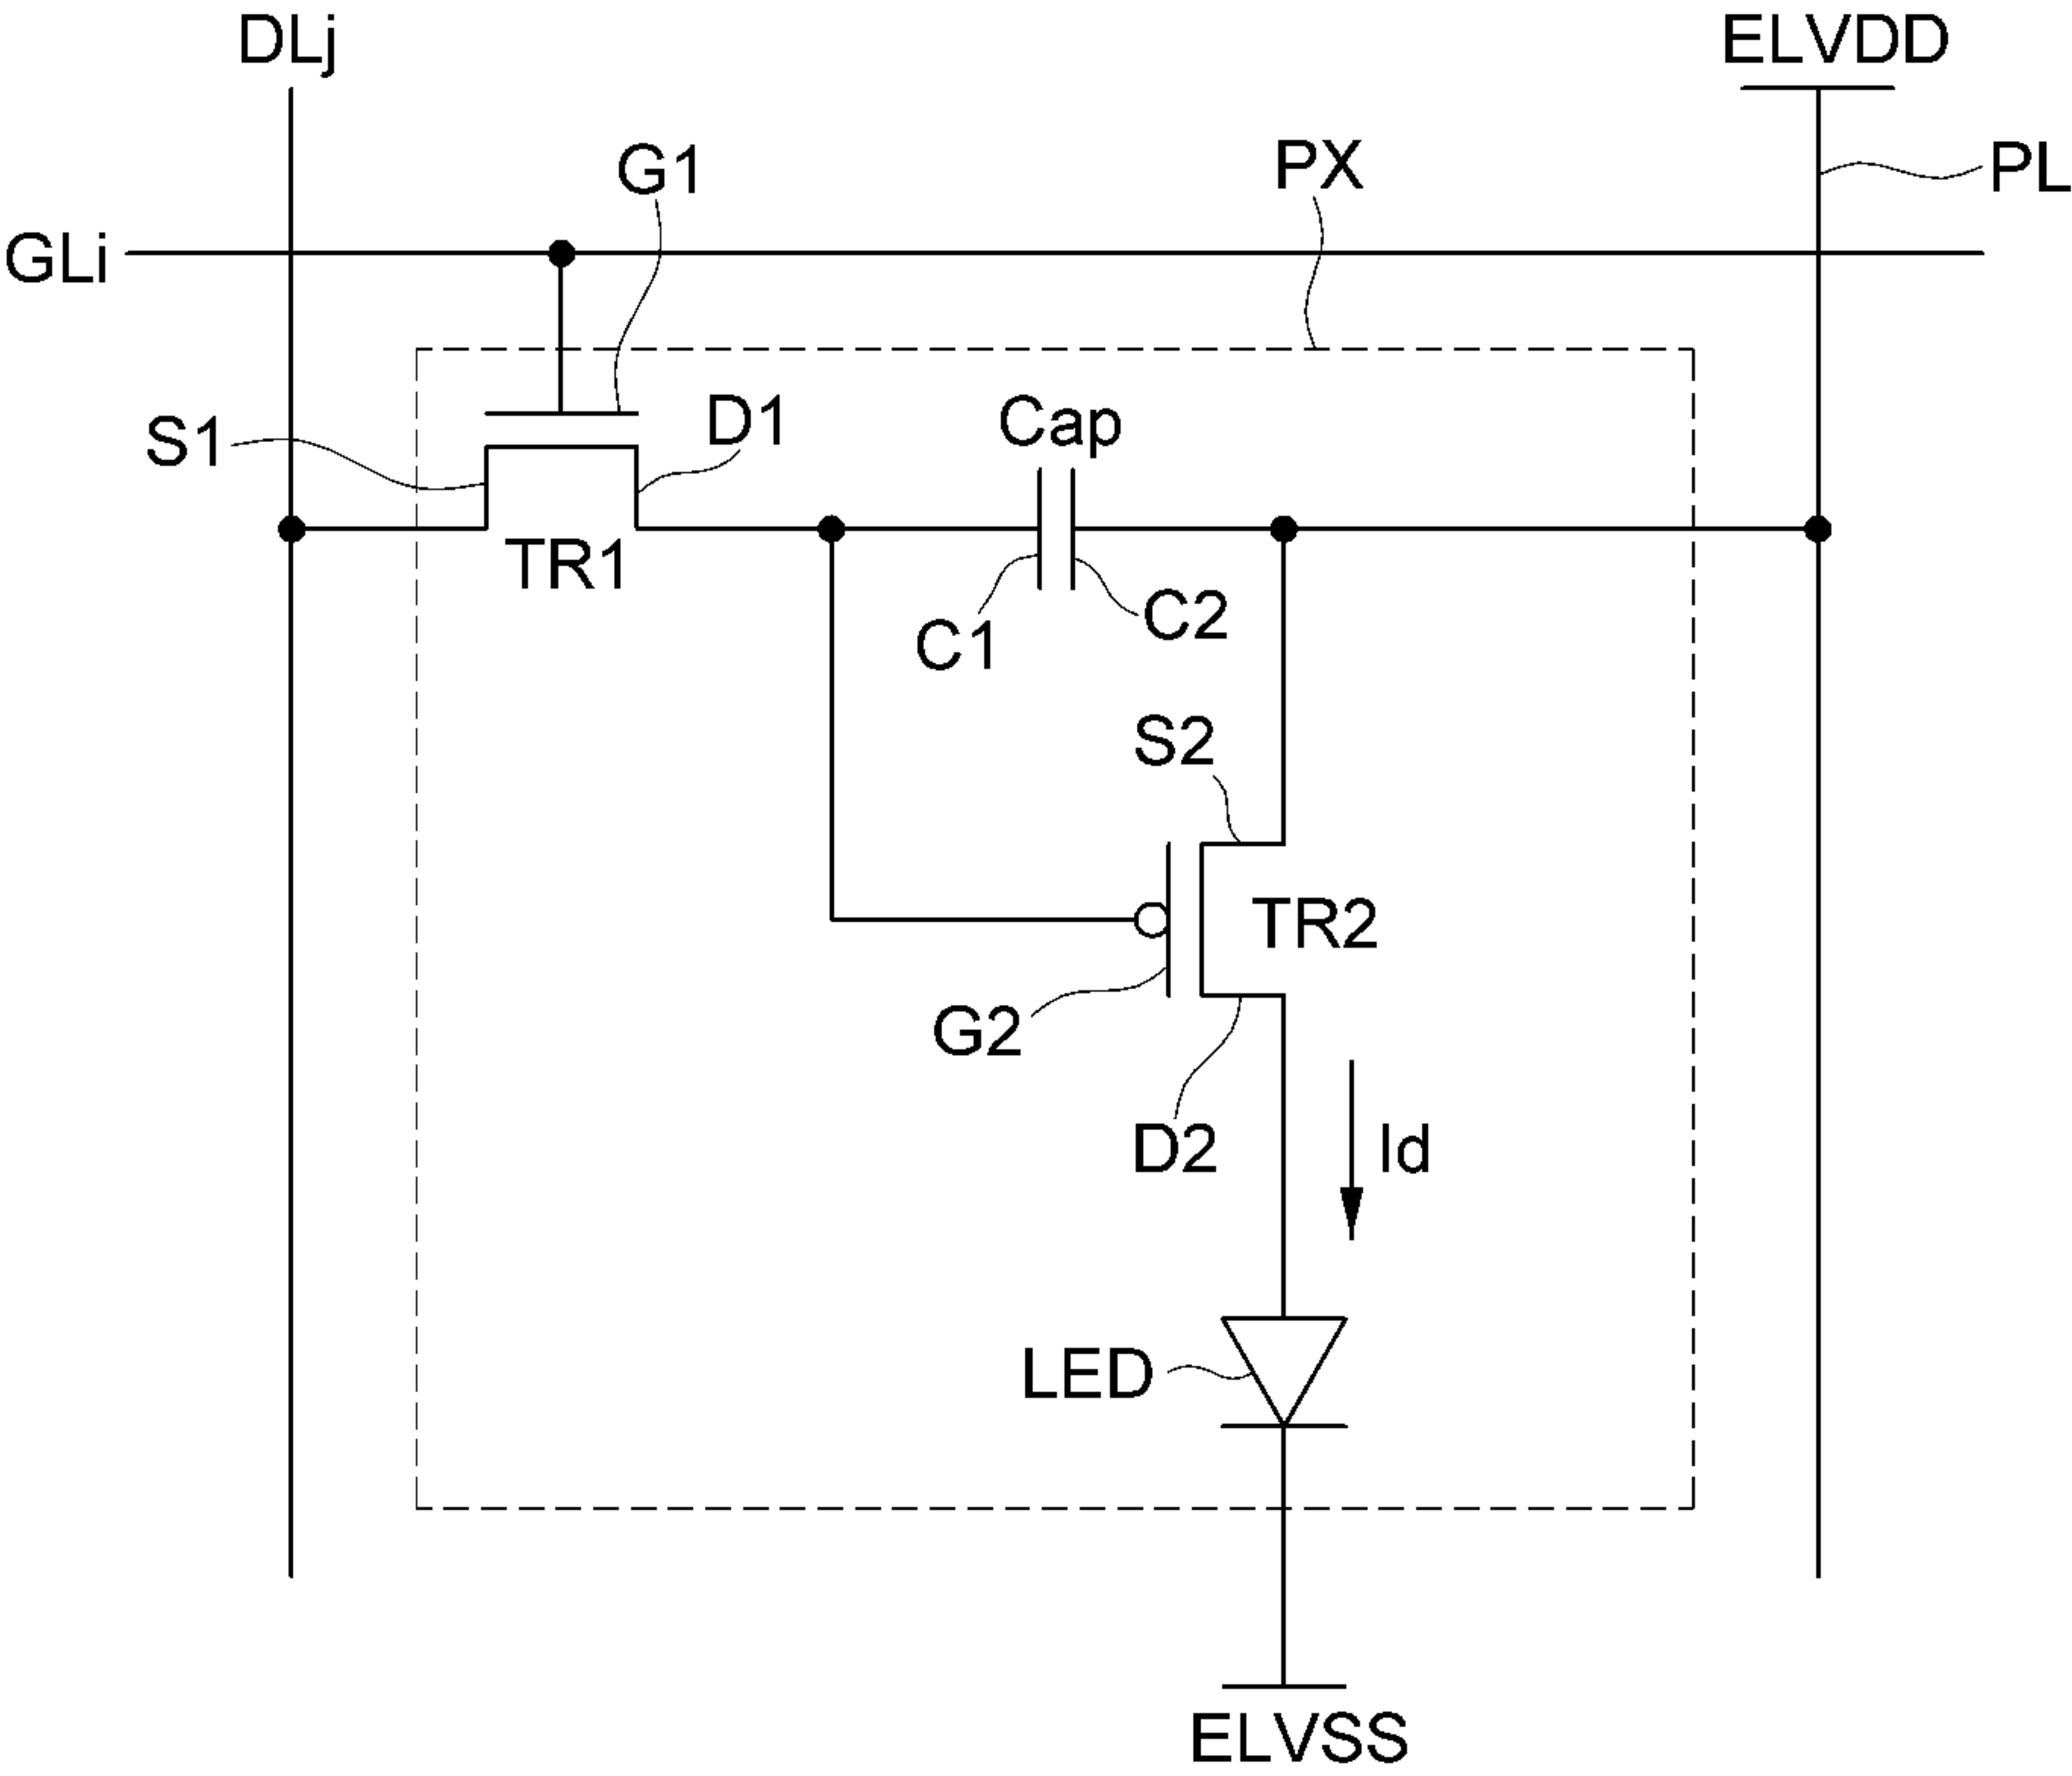 DLj
ELVDD
G1
PX
PL
GLi
S1
D1
Cap
TR1
C1
C2
S2
TR2
G2
D2
Id
LED
ELVSS